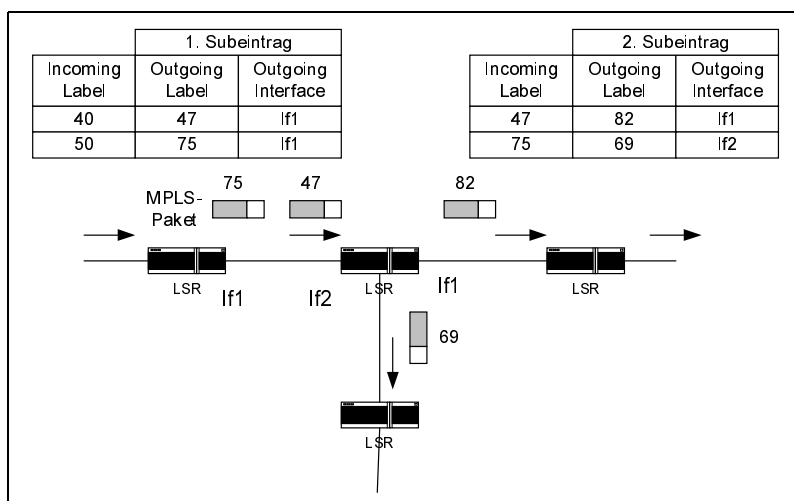 1. Subeintrag
Incoming Label Outgoing Label Outgoing Interface
40 47 If1
50 75 If1
2. Subeintrag
Incoming Label Outgoing Label Outgoing Interface
47 82 If1
75 69 If2
MPLS-
Paket
75 47 82
LSR If1 If2 LSR If1 LSR
69
LSR